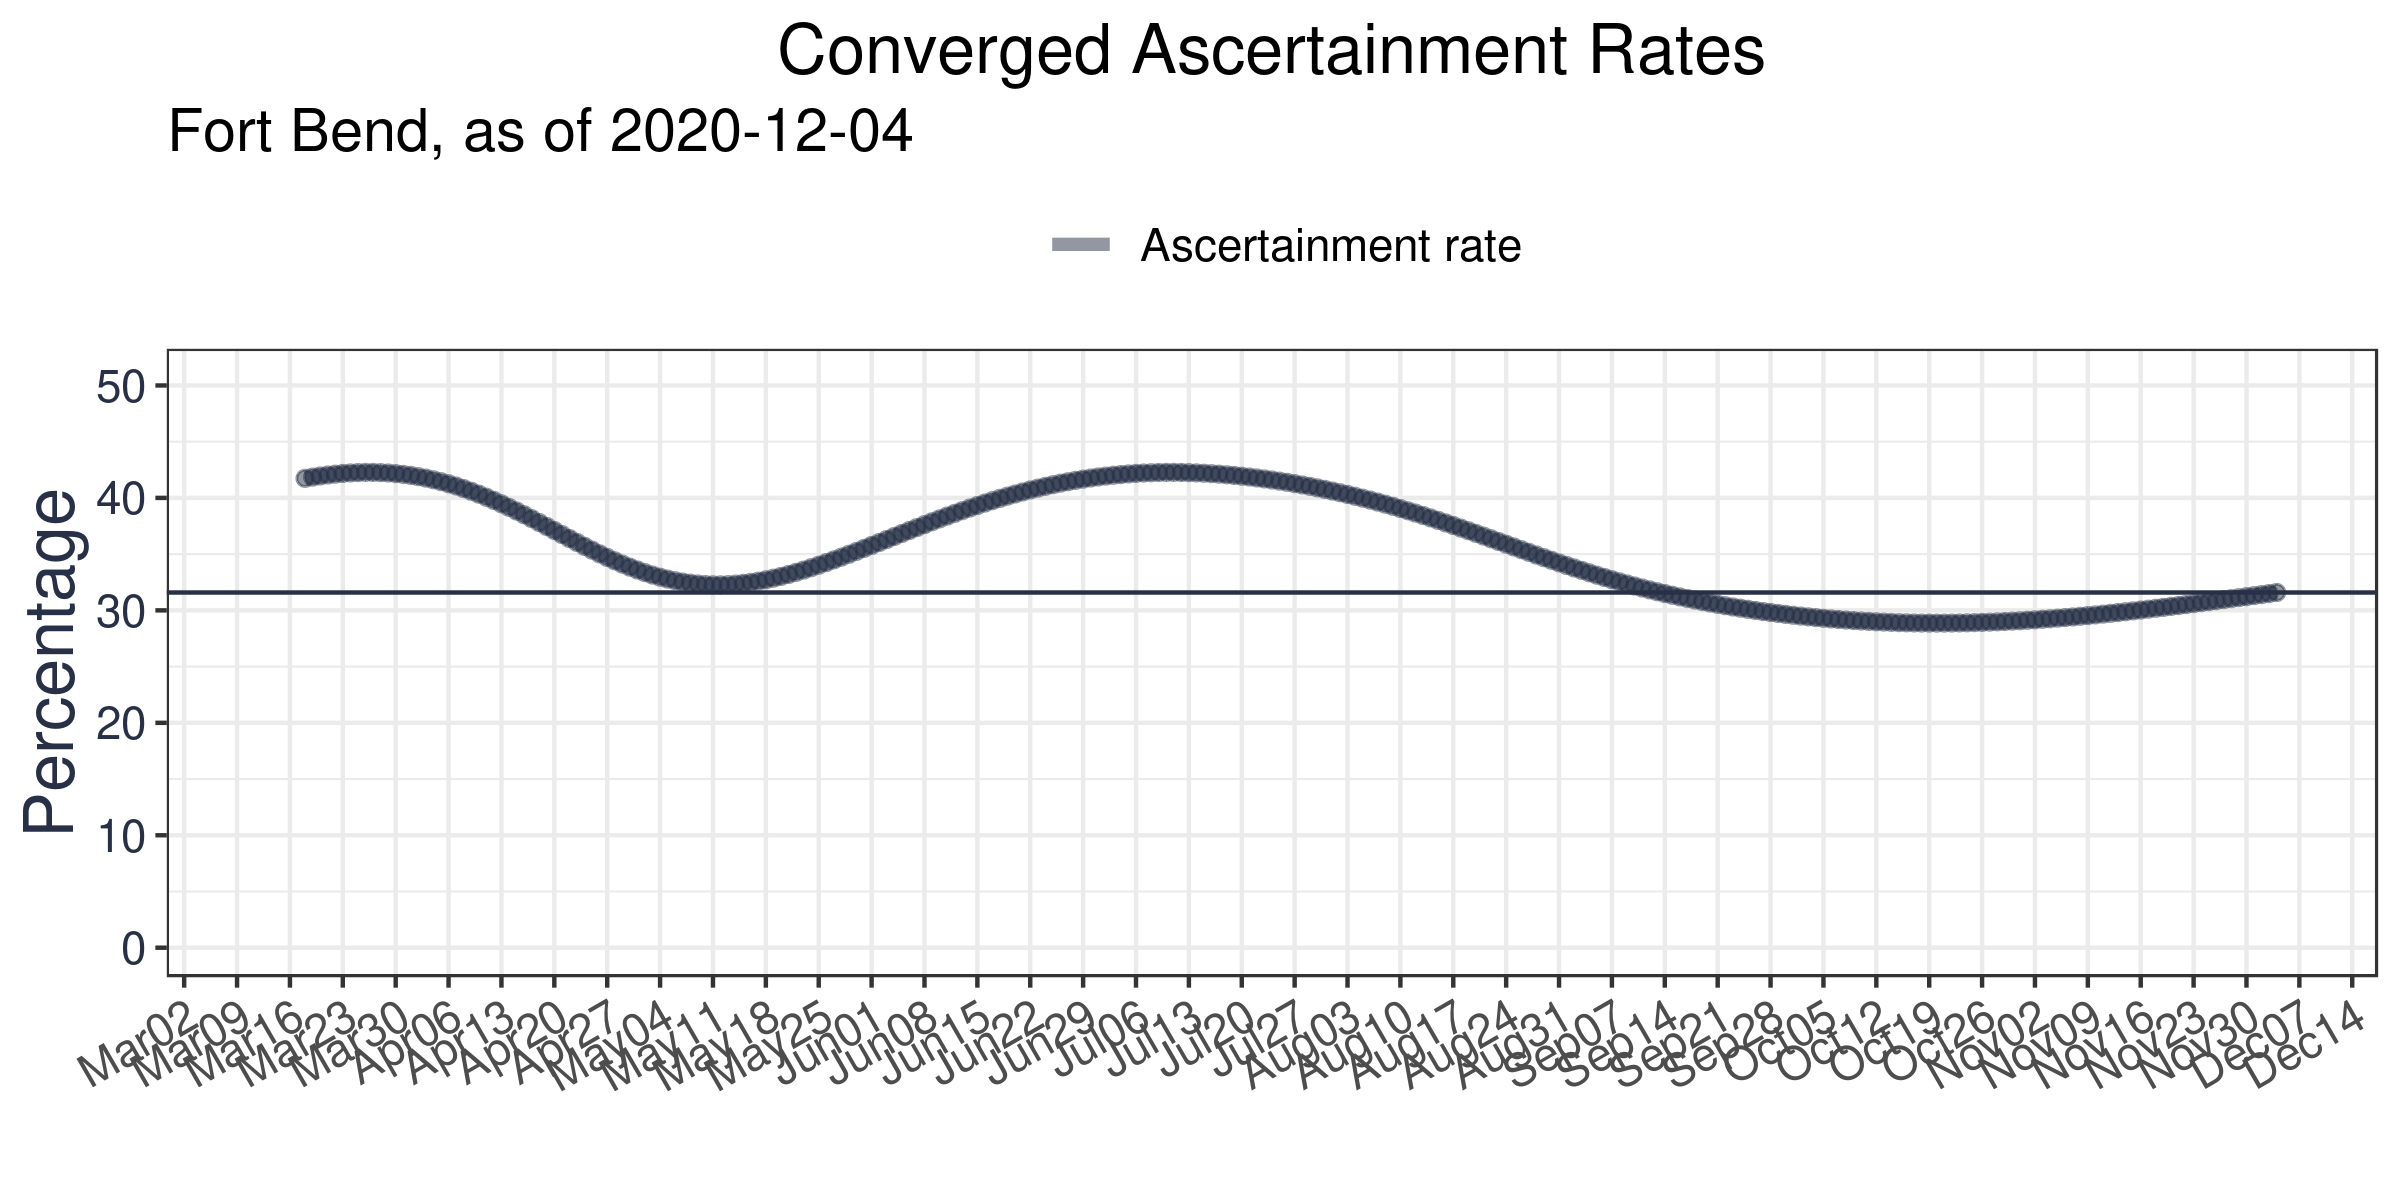 Converged Ascertainment Rates
Fort Bend, as of 2020-12-04
Ascertainment rate
Percentage
50
40
30
20
10
0
Mar02
Mar09
Mar16
Mar23
Mar30
Apr06
Apr13
Apr20
Apr27
May04
May11
May18
May25
Jun01
Jun08
Jun15
Jun22
Jun29
Jul06
Jul13
Jul20
Jul27
Aug03
Aug10
Aug17
Aug24
Aug31
Sep07
Sep14
Sep21
Sep28
Oct05
Oct12
Oct19
Oct26
Nov02
Nov09
Nov16
Nov23
Nov30
Dec07
Dec14